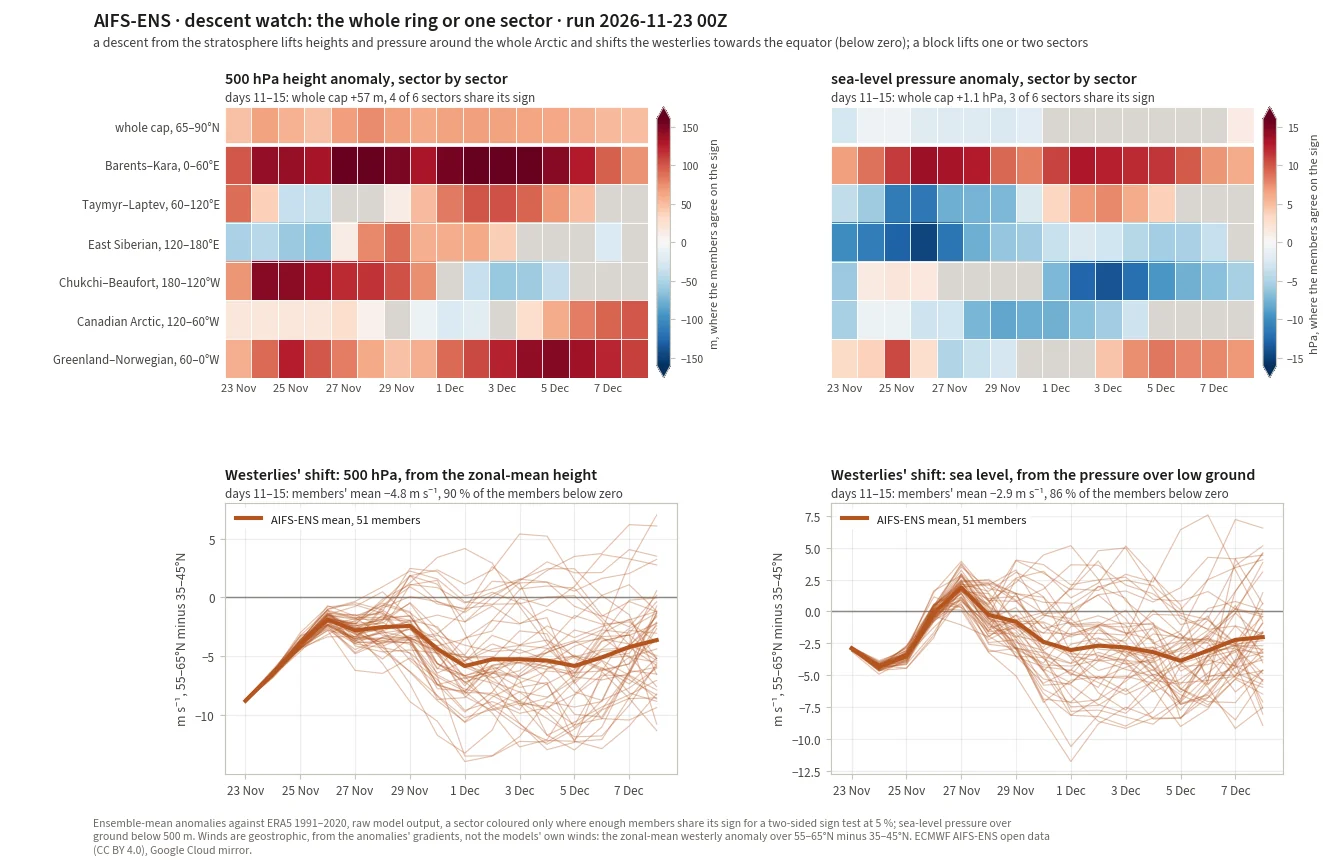 AIFS-ENS · descent watch: the whole ring or one sector · run 2026-11-23 00Z
a descent from the stratosphere lifts heights and pressure around the whole Arctic and shifts the westerlies towards the equator (below zero); a block lifts one or two sectors
500 hPa height anomaly, sector by sector
days 11–15: whole cap +57 m, 4 of 6 sectors share its sign
whole cap, 65–90°N
Barents–Kara, 0–60°E
Taymyr–Laptev, 60–120°E
East Siberian, 120–180°E
Chukchi–Beaufort, 180–120°W
Canadian Arctic, 120–60°W
Greenland–Norwegian, 60–0°W
23 Nov 25 Nov 27 Nov 29 Nov 1 Dec 3 Dec 5 Dec 7 Dec
150
100
50
0
−50
−100
−150
m, where the members agree on the sign
sea-level pressure anomaly, sector by sector
days 11–15: whole cap +1.1 hPa, 3 of 6 sectors share its sign
23 Nov 25 Nov 27 Nov 29 Nov 1 Dec 3 Dec 5 Dec 7 Dec
15
10
5
0
−5
−10
−15
hPa, where the members agree on the sign
Westerlies' shift: 500 hPa, from the zonal-mean height
days 11–15: members' mean −4.8 m s⁻¹, 90 % of the members below zero
AIFS-ENS mean, 51 members
m s⁻¹, 55–65°N minus 35–45°N
5
0
−5
−10
23 Nov 25 Nov 27 Nov 29 Nov 1 Dec 3 Dec 5 Dec 7 Dec
Westerlies' shift: sea level, from the pressure over low ground
days 11–15: members' mean −2.9 m s⁻¹, 86 % of the members below zero
AIFS-ENS mean, 51 members
m s⁻¹, 55–65°N minus 35–45°N
7.5
5.0
2.5
0.0
−2.5
−5.0
−7.5
−10.0
−12.5
23 Nov 25 Nov 27 Nov 29 Nov 1 Dec 3 Dec 5 Dec 7 Dec
Ensemble-mean anomalies against ERA5 1991–2020, raw model output, a sector coloured only where enough members share its sign for a two-sided sign test at 5 %; sea-level pressure over
ground below 500 m. Winds are geostrophic, from the anomalies' gradients, not the models' own winds: the zonal-mean westerly anomaly over 55–65°N minus 35–45°N. ECMWF AIFS-ENS open data
(CC BY 4.0), Google Cloud mirror.